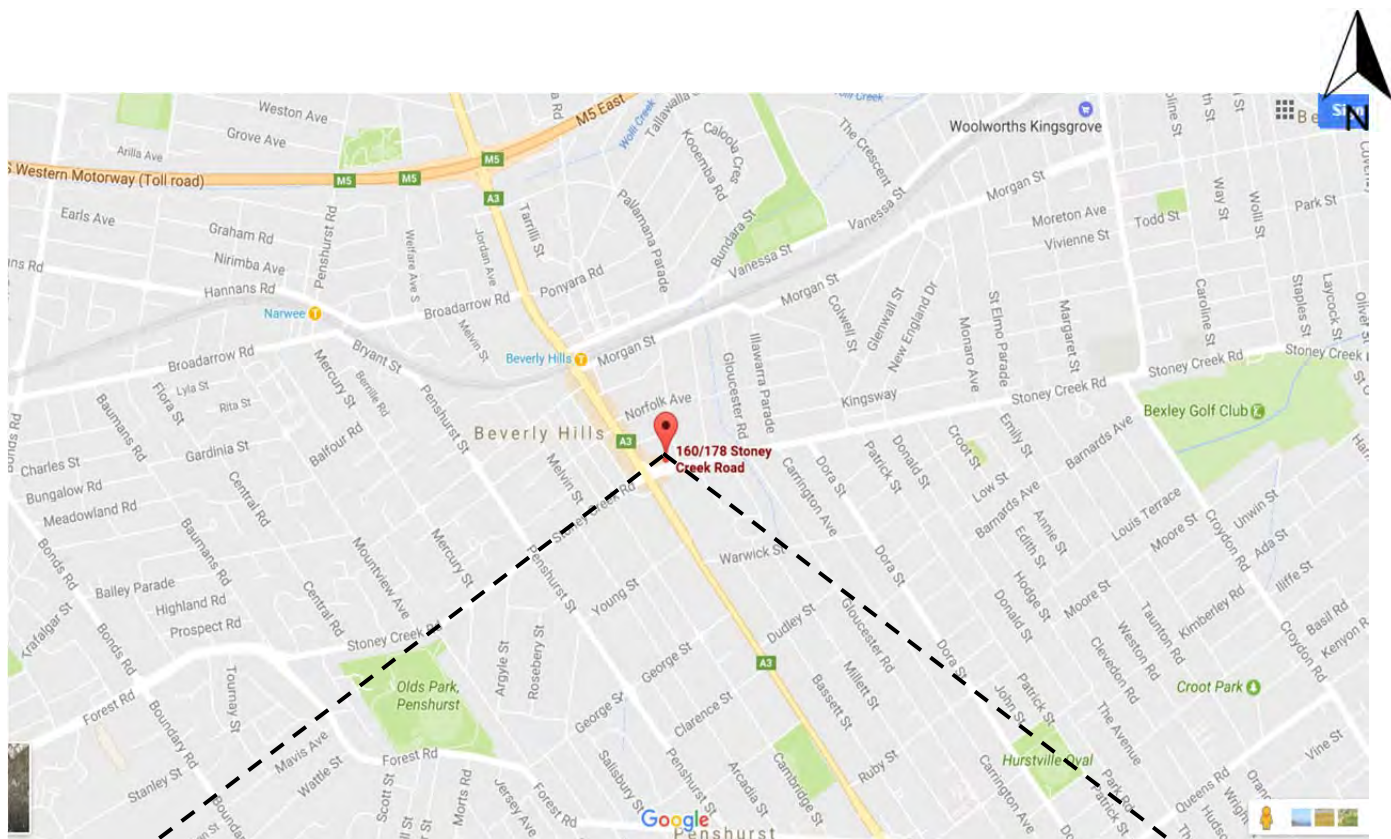 Weston Ave
Grove Ave
Arilla Ave
S Western Motorway (Toll road)
M5
M5
M5
M5 East
A3
Tallawalla
Wolli Creek
Caloola Cres
Kooemba Rd
The Crescent
Woolworths Kingsgrove
N
Earls Ave
Graham Rd
Nirimba Ave
Hannans Rd
Penshurst Rd
Welfare Ave S
Jordan Ave
Tarrilli St
Pallamana Parade
Bundara St
Vanessa St
Vanessa St
Morgan St
Moreton Ave
Vivienne St
Todd St
Way St
Wolli St
Park St
Narwee
Broadarrow Rd
Ponyara Rd
Morgan St
Colwell St
Glenwall St
New England Dr
St Elmo Parade
Monaro Ave
Margaret St
Caroline St
Staples St
Laycock St
Broadarrow Rd
Bryant St
Melvin St
Beverly Hills
Morgan St
Illawarra Parade
Gloucester Rd
Kingsway
Stoney Creek Rd
Stoney Creek Rd
Stoney Creek
Lyla St
Rita St
Flora St
Baumans Rd
Mercury St
Bernille Rd
Balfour Rd
Penshurst St
Norfolk Ave
Beverly Hills
A3
160/178 Stoney
Creek Road
Bexley Golf Club
Bonds Rd
Charles St
Gardinia St
Bungalow Rd
Meadowland Rd
Central Rd
Melvin St
Stoney Creek Rd
Carrington Ave
Dora St
Patrick St
Donald St
Croot St
Emily St
Low St
Barnards Ave
Barnards Ave
Annie St
Edith St
Louis Terrace
Moore St
Croydon Rd
Unwin St
Ada St
Iliffe St
Bonds Rd
Baumans Rd
Mountview Ave
Mercury St
Penshurst St
Warwick St
Dora St
Hodge St
Donald St
Moore St
Bailey Parade
Highland Rd
Prospect Rd
Trafalgar St
Bonds Rd
Central Rd
Stoney Creek Rd
Young St
Dudley St
Gloucester Rd
Taunton Rd
Weston Rd
Clevedon Rd
Kimberley Rd
Basil Rd
Kenyon R
Croydon Rd
Argyle St
Rosebery St
George St
A3
Millett St
Bassett St
Dora St
John St
Patrick St
The Avenue
Croot Park
Forest Rd
Tournay St
Boundary Rd
Olds Park,
Penshurst
George St
Clarence St
Ruby St
Hurstville Oval
Vine St
Stanley St
Mavis Ave
Wattle St
Forest Rd
Scott St
Morts Rd
Jersey Ave
Forest Rd
Salisbury St
Penshurst St
Arcadia St
Cambridge St
Carrington Ave
Park Rd
Patrick St
Queens Rd
Google
Penshurst